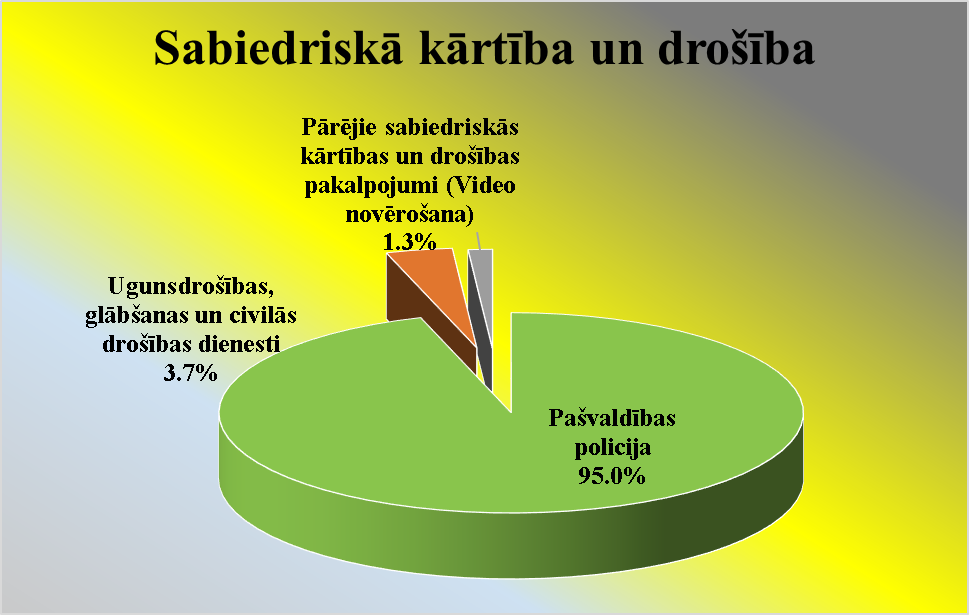 Sabiedriskā kārtība un drošība
Pārējie sabiedriskās
kārtības un drošības
pakalpojumi (Video
novērošana)
1.3%
Ugunsdrošības,
glābšanas un civilās
drošības dienesti
3.7%
Pašvaldības
policija
95.0%